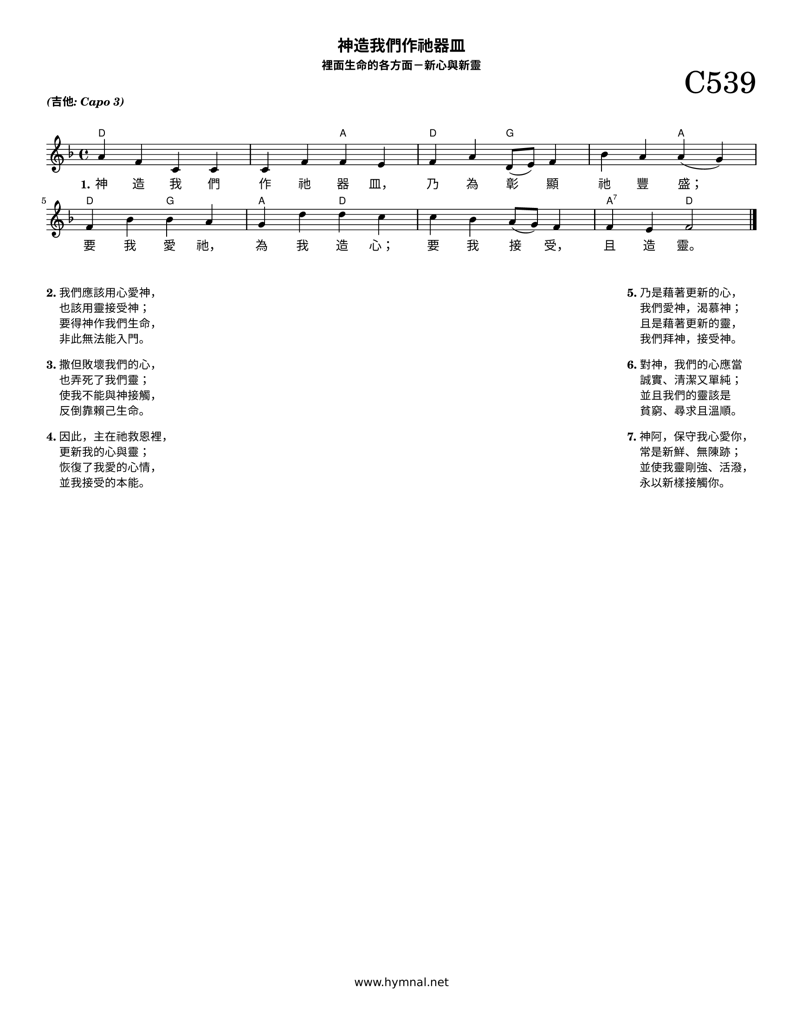 神造我們作祂器皿
裡面生命的各方面－新心與新靈
C539
(吉他: Capo 3)
D A D G A
1. 神 造 我 們 作 祂 器 皿， 乃 為 彰 顯 祂 豐 盛；
5
D G A D A7 D
要 我 愛 祂， 為 我 造 心； 要 我 接 受， 且 造 靈。
2. 我們應該用心愛神，
也該用靈接受神；
要得神作我們生命，
非此無法能入門。
3. 撒但敗壞我們的心，
也弄死了我們靈；
使我不能與神接觸，
反倒靠賴己生命。
4. 因此，主在祂救恩裡，
更新我的心與靈；
恢復了我愛的心情，
並我接受的本能。
5. 乃是藉著更新的心，
我們愛神，渴慕神；
且是藉著更新的靈，
我們拜神，接受神。
6. 對神，我們的心應當
誠實、清潔又單純；
並且我們的靈該是
貧窮、尋求且溫順。
7. 神阿，保守我心愛你，
常是新鮮、無陳跡；
並使我靈剛強、活潑，
永以新樣接觸你。
www.hymnal.net